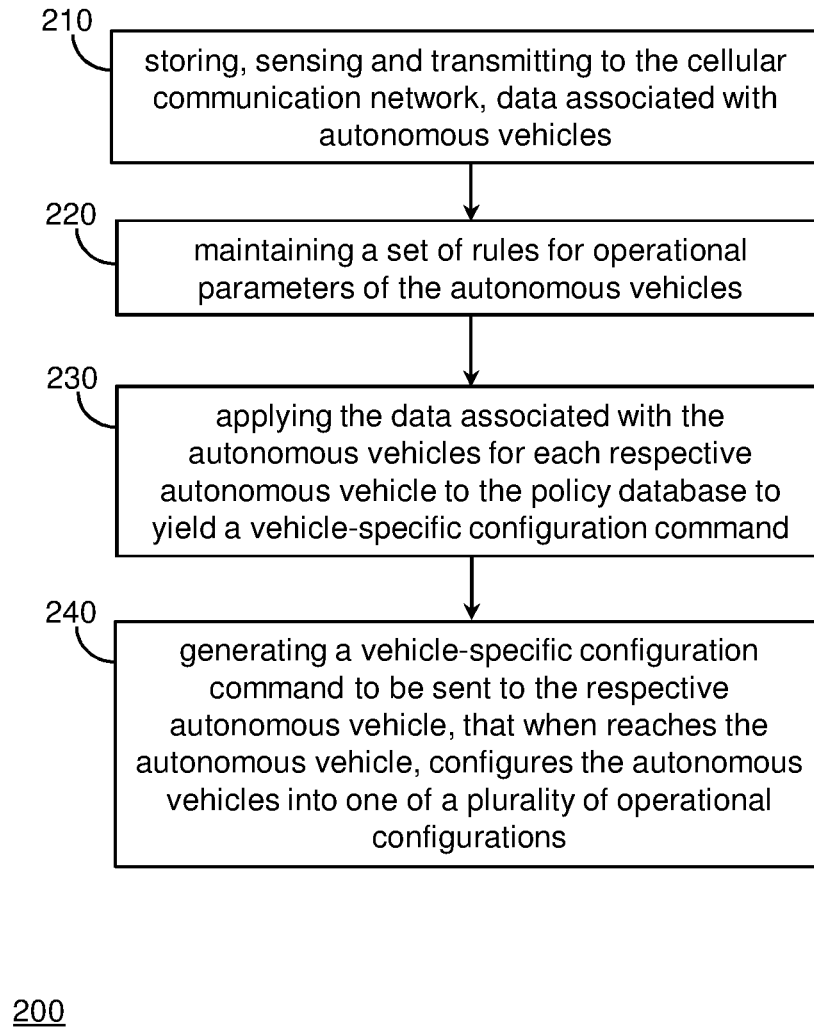 210
storing, sensing and transmitting to the cellular
communication network, data associated with
autonomous vehicles
220
maintaining a set of rules for operational
parameters of the autonomous vehicles
230
applying the data associated with the
autonomous vehicles for each respective
autonomous vehicle to the policy database to
yield a vehicle-specific configuration command
240
generating a vehicle-specific configuration
command to be sent to the respective
autonomous vehicle, that when reaches the
autonomous vehicle, configures the autonomous
vehicles into one of a plurality of operational
configurations
200